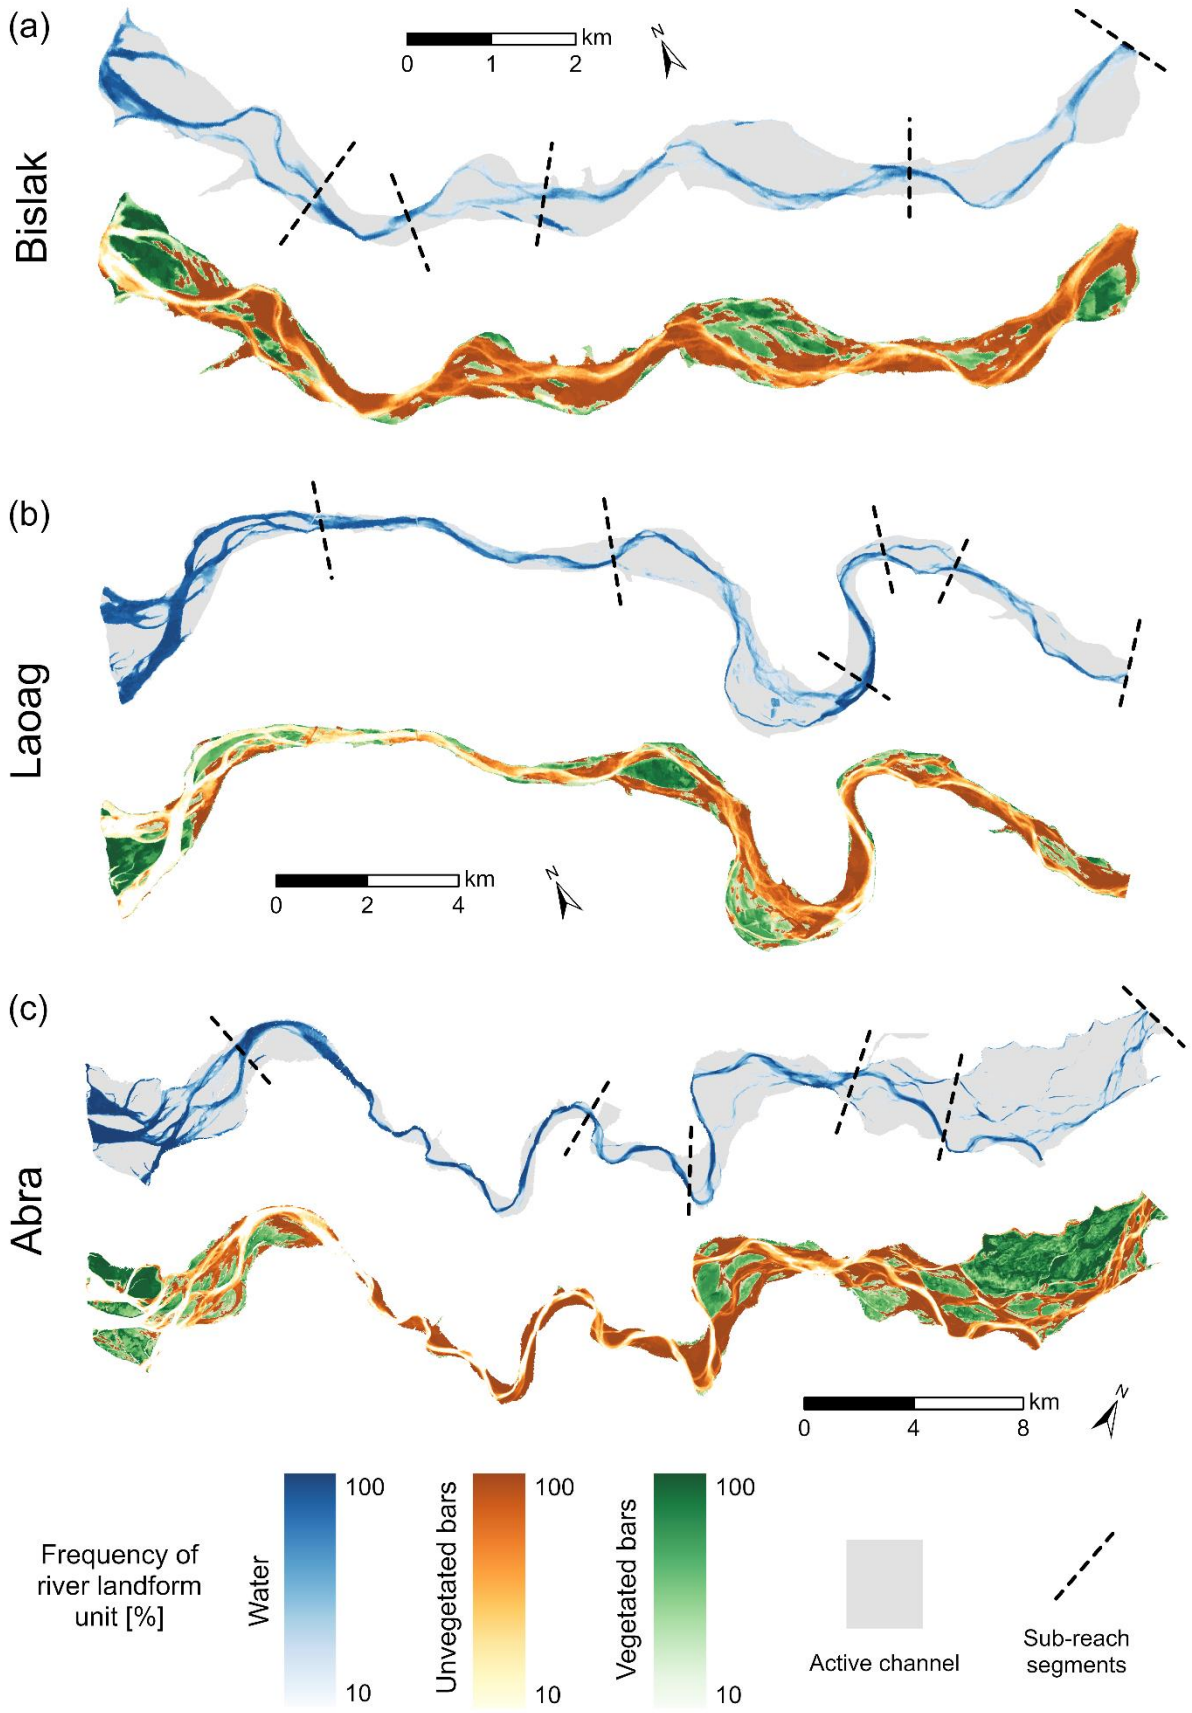 (a)
km
0 1 2
N
Bislak
(b)
Laoag
km
0 2 4
N
(c)
Abra
N
km
0 4 8
Frequency of
river landform
unit [%]
Water
100
10
Unvegetated bars
100
10
Vegetated bars
100
10
Active channel
Sub-reach
segments